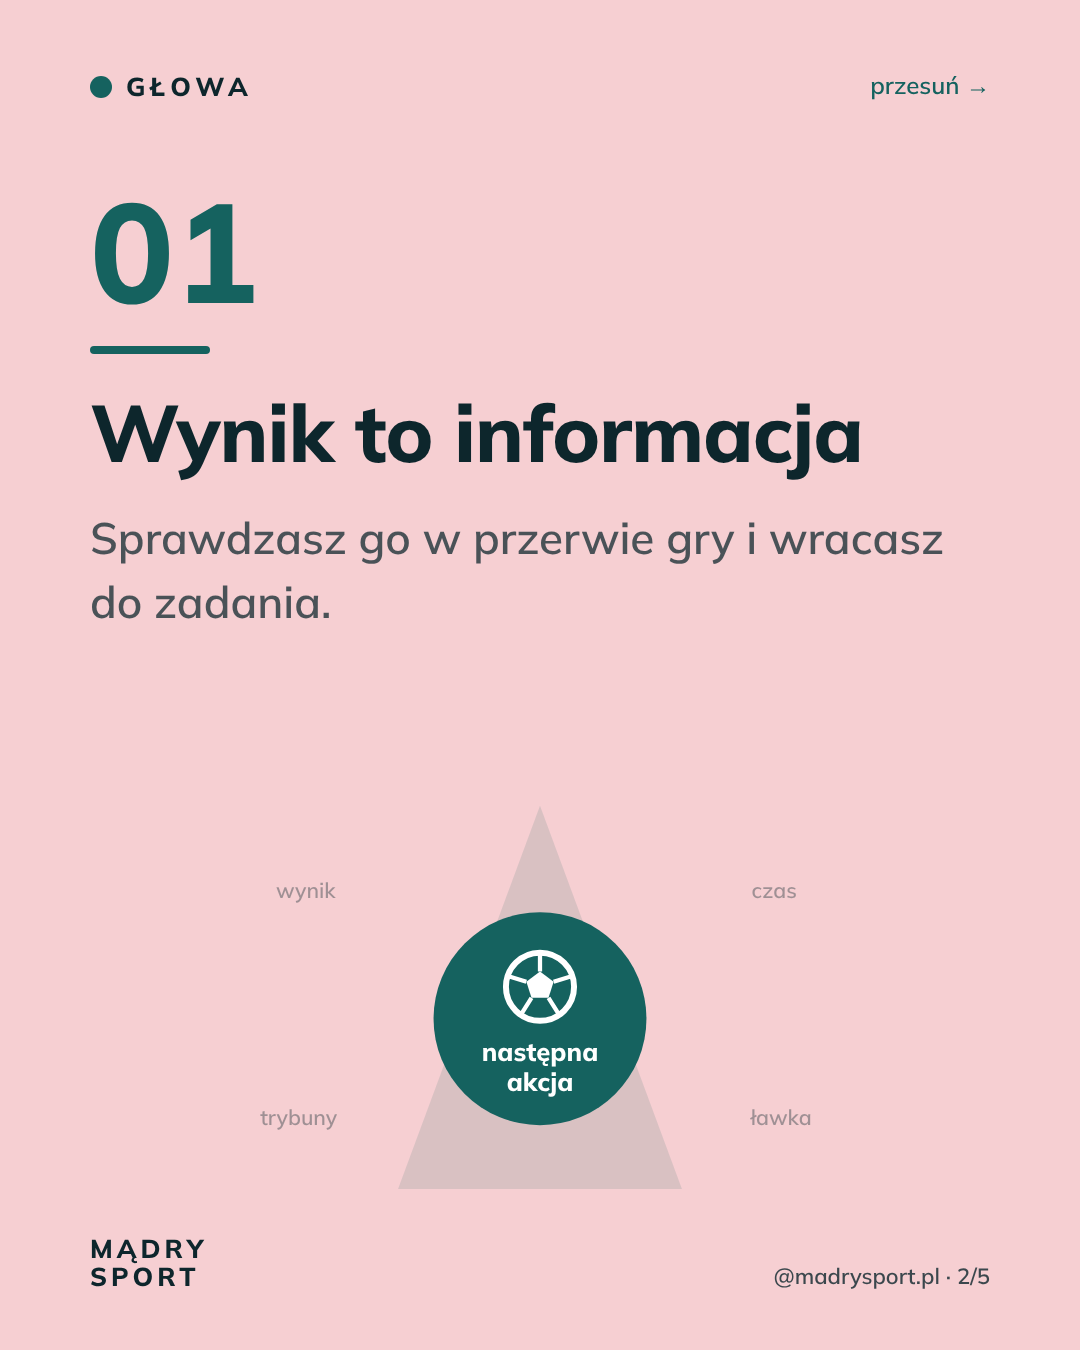 GŁOWA
przesuń →
01
Wynik to informacja
Sprawdzasz go w przerwie gry i wracasz
do zadania.
wynik
czas
następna
akcja
trybuny
ławka
MĄDRY
SPORT
@madrysport.pl · 2/5